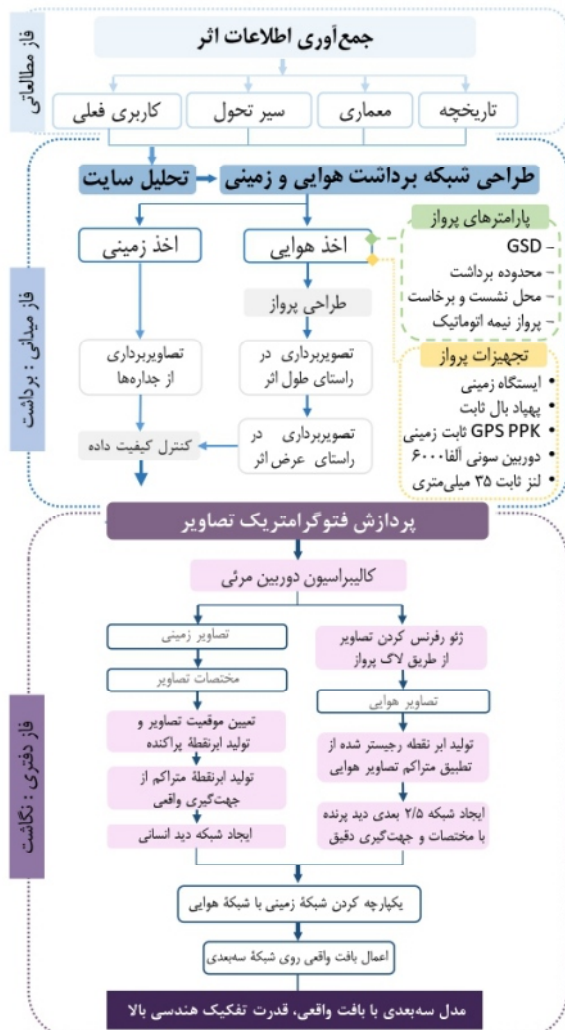 فاز مطالعاتی
جمع‌آوری اطلاعات اثر
تاریخچه
معماری
سیر تحول
کاربری فعلی
فاز میدانی : برداشت
طراحی شبکه برداشت هوایی و زمینی
تحلیل سایت
پارامترهای پرواز
– GSD
– محدوده برداشت
– محل نشست و برخاست
– پرواز نیمه اتوماتیک
تجهیزات پرواز
• ایستگاه زمینی
• پهپاد بال ثابت
• GPS PPK ثابت زمینی
• دوربین سونی آلفا۶۰۰۰
• لنز ثابت ۳۵ میلی‌متری
اخذ هوایی
طراحی پرواز
تصویربرداری در
راستای طول اثر
تصویربرداری در
راستای عرض اثر
اخذ زمینی
تصاویربرداری
از جداره‌ها
کنترل کیفیت داده
فاز دفتری : نگاشت
پردازش فتوگرامتریک تصاویر
کالیبراسیون دوربین مرئی
ژئو رفرنس کردن تصاویر
از طریق لاگ پرواز
تصاویر هوایی
تولید ابر نقطه رجیستر شده از
تطبیق متراکم تصاویر هوایی
ایجاد شبکه ۲/۵ بعدی دید پرنده
با مختصات و جهت‌گیری دقیق
تصاویر زمینی
مختصات تصاویر
تعیین موقعیت تصاویر و
تولید ابرنقطهٔ پراکنده
تولید ابرنقطهٔ متراکم از
جهت‌گیری واقعی
ایجاد شبکه دید انسانی
یکپارچه کردن شبکهٔ زمینی با شبکهٔ هوایی
اعمال بافت واقعی روی شبکهٔ سه‌بعدی
مدل سه‌بعدی با بافت واقعی، قدرت تفکیک هندسی بالا